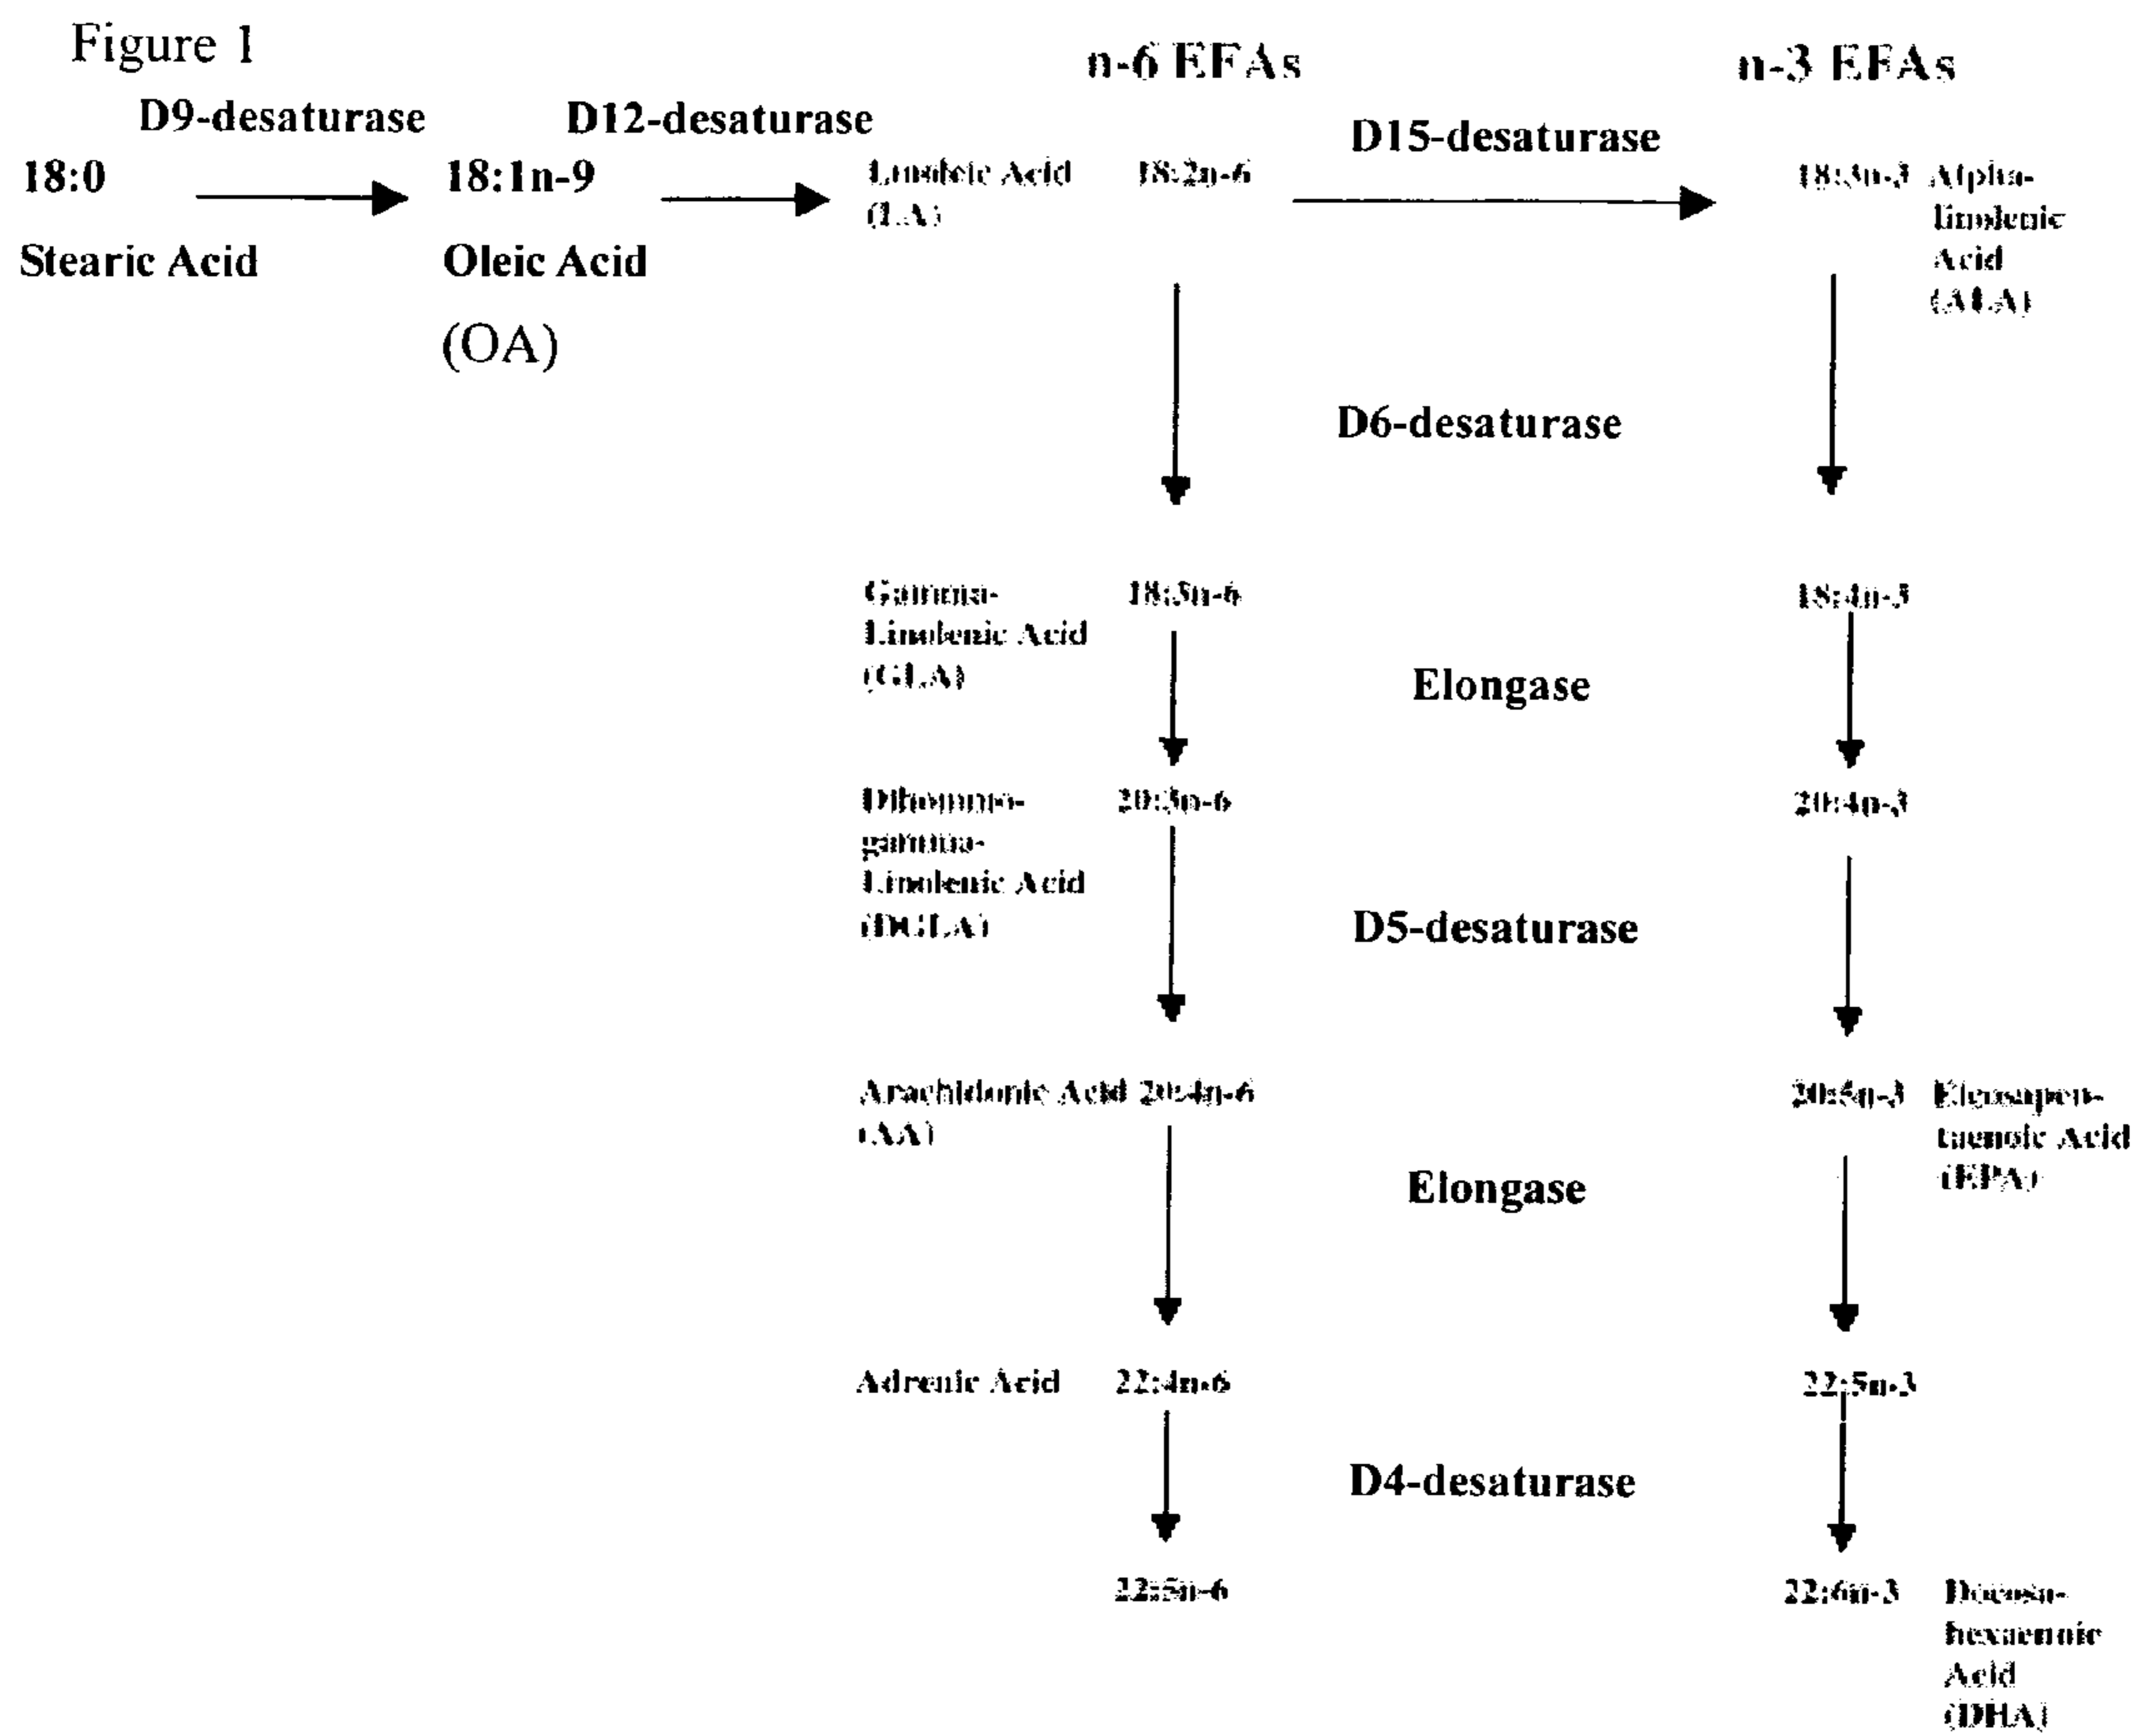 Figure 1
n-6 EFAs
n-3 EFAs
D9-desaturase
D12-desaturase
D15-desaturase
18:0
18:1n-9
Linoleic Acid
(LA)
18:2n-6
18:3n-3
Alpha-
linolenic
Acid
(ALA)
Stearic Acid
Oleic Acid
(OA)
D6-desaturase
Gamma-
Linolenic Acid
(GLA)
18:3n-6
18:4n-3
Elongase
Dihommo-
gamma-
Linolenic Acid
(DGLA)
20:3n-6
20:4n-3
D5-desaturase
Arachidonic Acid
(AA)
20:4n-6
20:5n-3
Eicosapen-
taenoic Acid
(EPA)
Elongase
Adrenic Acid
22:4n-6
22:5n-3
D4-desaturase
22:5n-6
22:6n-3
Docosa-
hexaenoic
Acid
(DHA)